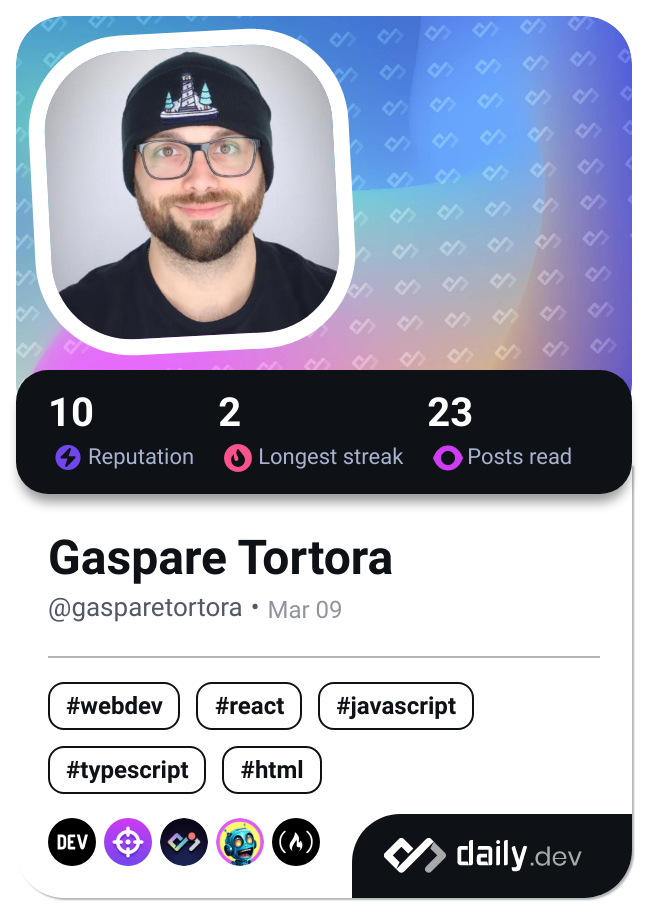 10 2 23
Reputation Longest streak Posts read
Gaspare Tortora
@gasparetortora • Mar 09
#webdev #react #javascript
#typescript #html
DEV
daily.dev